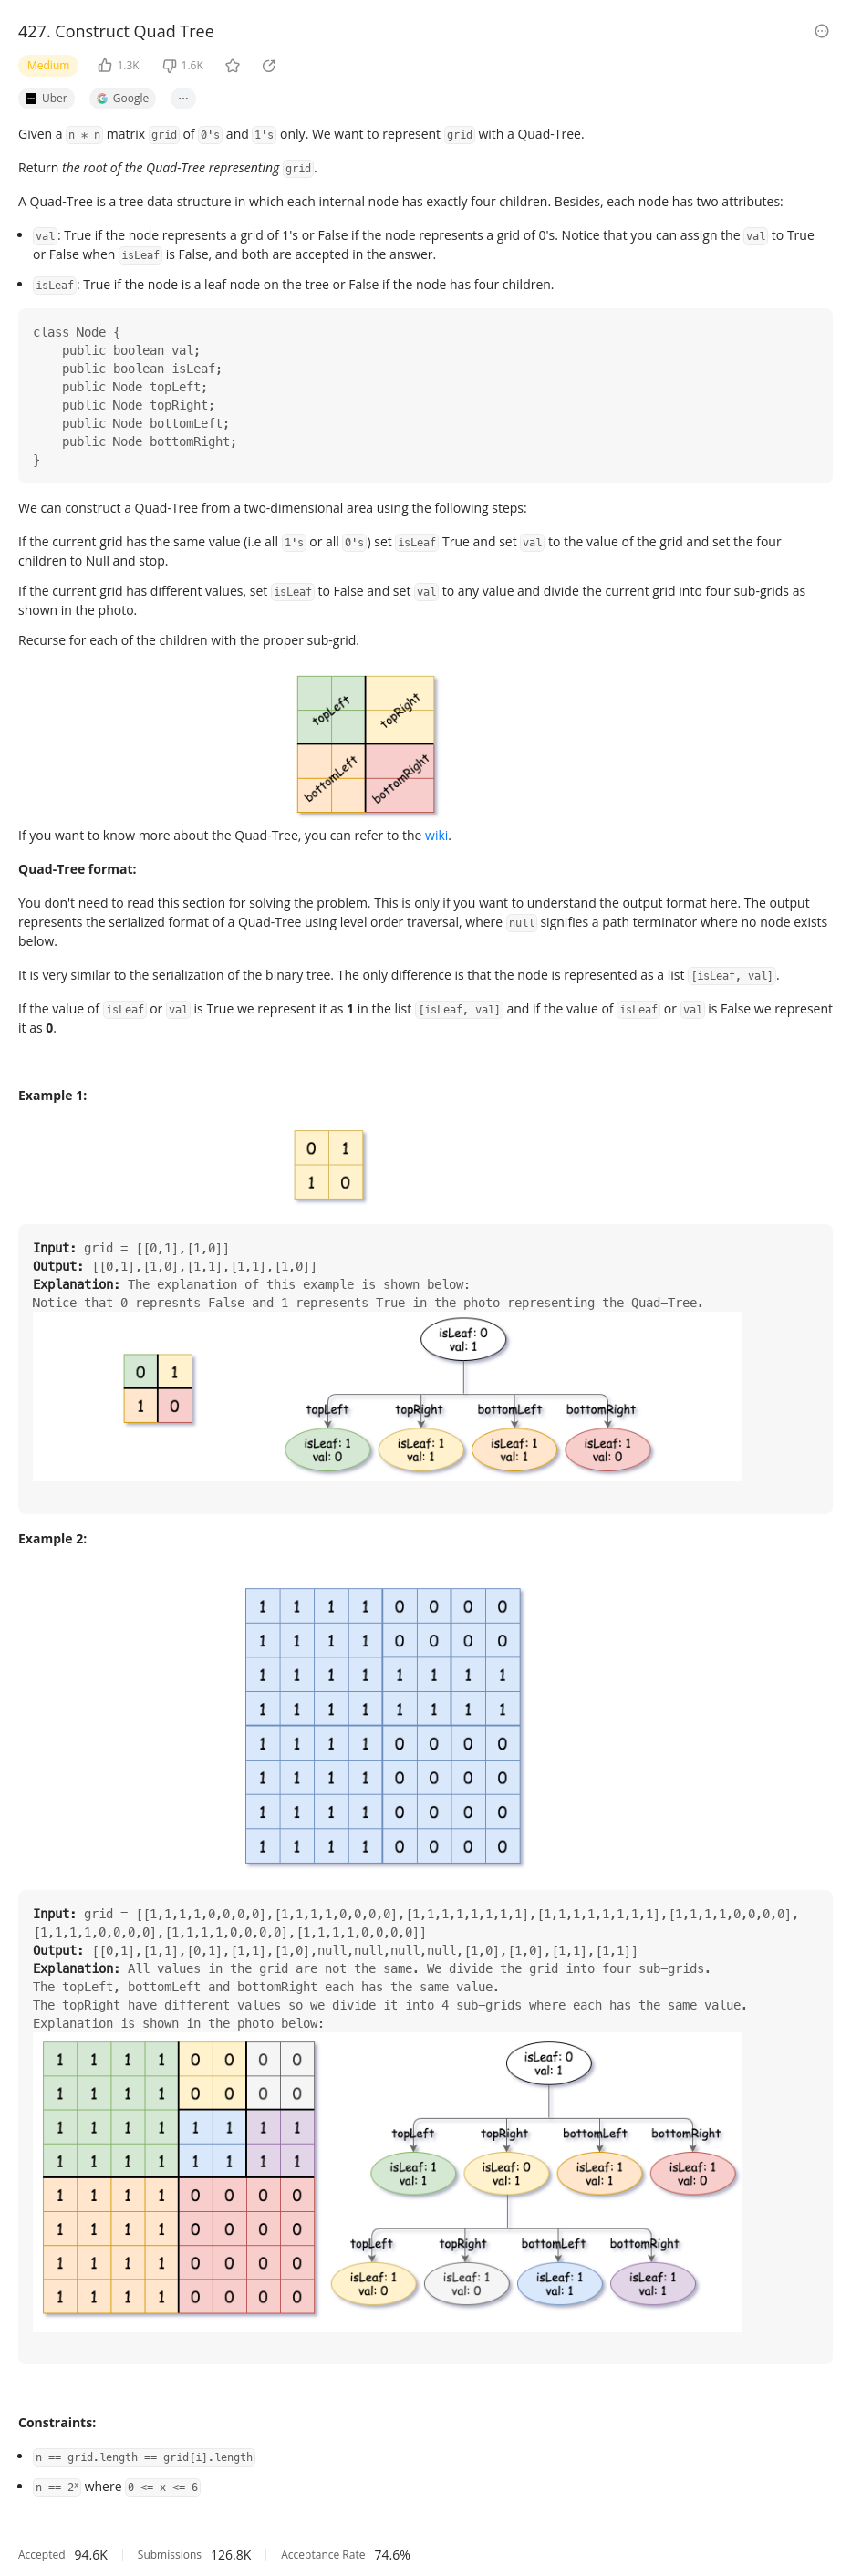 427. Construct Quad Tree
Medium 1.3K 1.6K
Uber Google
Given a n * n matrix grid of 0's and 1's only. We want to represent grid with a Quad-Tree.
Return the root of the Quad-Tree representing grid.
A Quad-Tree is a tree data structure in which each internal node has exactly four children. Besides, each node has two attributes:
• val: True if the node represents a grid of 1's or False if the node represents a grid of 0's. Notice that you can assign the val to True
or False when isLeaf is False, and both are accepted in the answer.
• isLeaf: True if the node is a leaf node on the tree or False if the node has four children.
class Node {
    public boolean val;
    public boolean isLeaf;
    public Node topLeft;
    public Node topRight;
    public Node bottomLeft;
    public Node bottomRight;
}
We can construct a Quad-Tree from a two-dimensional area using the following steps:
If the current grid has the same value (i.e all 1's or all 0's) set isLeaf True and set val to the value of the grid and set the four
children to Null and stop.
If the current grid has different values, set isLeaf to False and set val to any value and divide the current grid into four sub-grids as
shown in the photo.
Recurse for each of the children with the proper sub-grid.
topLeft topRight
bottomLeft bottomRight
If you want to know more about the Quad-Tree, you can refer to the wiki.
Quad-Tree format:
You don't need to read this section for solving the problem. This is only if you want to understand the output format here. The output
represents the serialized format of a Quad-Tree using level order traversal, where null signifies a path terminator where no node exists
below.
It is very similar to the serialization of the binary tree. The only difference is that the node is represented as a list [isLeaf, val].
If the value of isLeaf or val is True we represent it as 1 in the list [isLeaf, val] and if the value of isLeaf or val is False we represent
it as 0.
Example 1:
0 1
1 0
Input: grid = [[0,1],[1,0]]
Output: [[0,1],[1,0],[1,1],[1,1],[1,0]]
Explanation: The explanation of this example is shown below:
Notice that 0 represnts False and 1 represents True in the photo representing the Quad-Tree.
isLeaf: 0
val: 1
0 1
1 0
topLeft topRight bottomLeft bottomRight
isLeaf: 1 isLeaf: 1 isLeaf: 1 isLeaf: 1
val: 0 val: 1 val: 1 val: 0
Example 2:
1 1 1 1 0 0 0 0
1 1 1 1 0 0 0 0
1 1 1 1 1 1 1 1
1 1 1 1 1 1 1 1
1 1 1 1 0 0 0 0
1 1 1 1 0 0 0 0
1 1 1 1 0 0 0 0
1 1 1 1 0 0 0 0
Input: grid = [[1,1,1,1,0,0,0,0],[1,1,1,1,0,0,0,0],[1,1,1,1,1,1,1,1],[1,1,1,1,1,1,1,1],[1,1,1,1,0,0,0,0],
[1,1,1,1,0,0,0,0],[1,1,1,1,0,0,0,0],[1,1,1,1,0,0,0,0]]
Output: [[0,1],[1,1],[0,1],[1,1],[1,0],null,null,null,null,[1,0],[1,0],[1,1],[1,1]]
Explanation: All values in the grid are not the same. We divide the grid into four sub-grids.
The topLeft, bottomLeft and bottomRight each has the same value.
The topRight have different values so we divide it into 4 sub-grids where each has the same value.
Explanation is shown in the photo below:
1 1 1 1 0 0 0 0
1 1 1 1 0 0 0 0
1 1 1 1 1 1 1 1
1 1 1 1 1 1 1 1
1 1 1 1 0 0 0 0
1 1 1 1 0 0 0 0
1 1 1 1 0 0 0 0
1 1 1 1 0 0 0 0
isLeaf: 0
val: 1
topLeft topRight bottomLeft bottomRight
isLeaf: 1 isLeaf: 0 isLeaf: 1 isLeaf: 1
val: 1 val: 1 val: 1 val: 0
topLeft topRight bottomLeft bottomRight
isLeaf: 1 isLeaf: 1 isLeaf: 1 isLeaf: 1
val: 0 val: 0 val: 1 val: 1
Constraints:
• n == grid.length == grid[i].length
• n == 2ˣ where 0 <= x <= 6
Accepted 94.6K Submissions 126.8K Acceptance Rate 74.6%